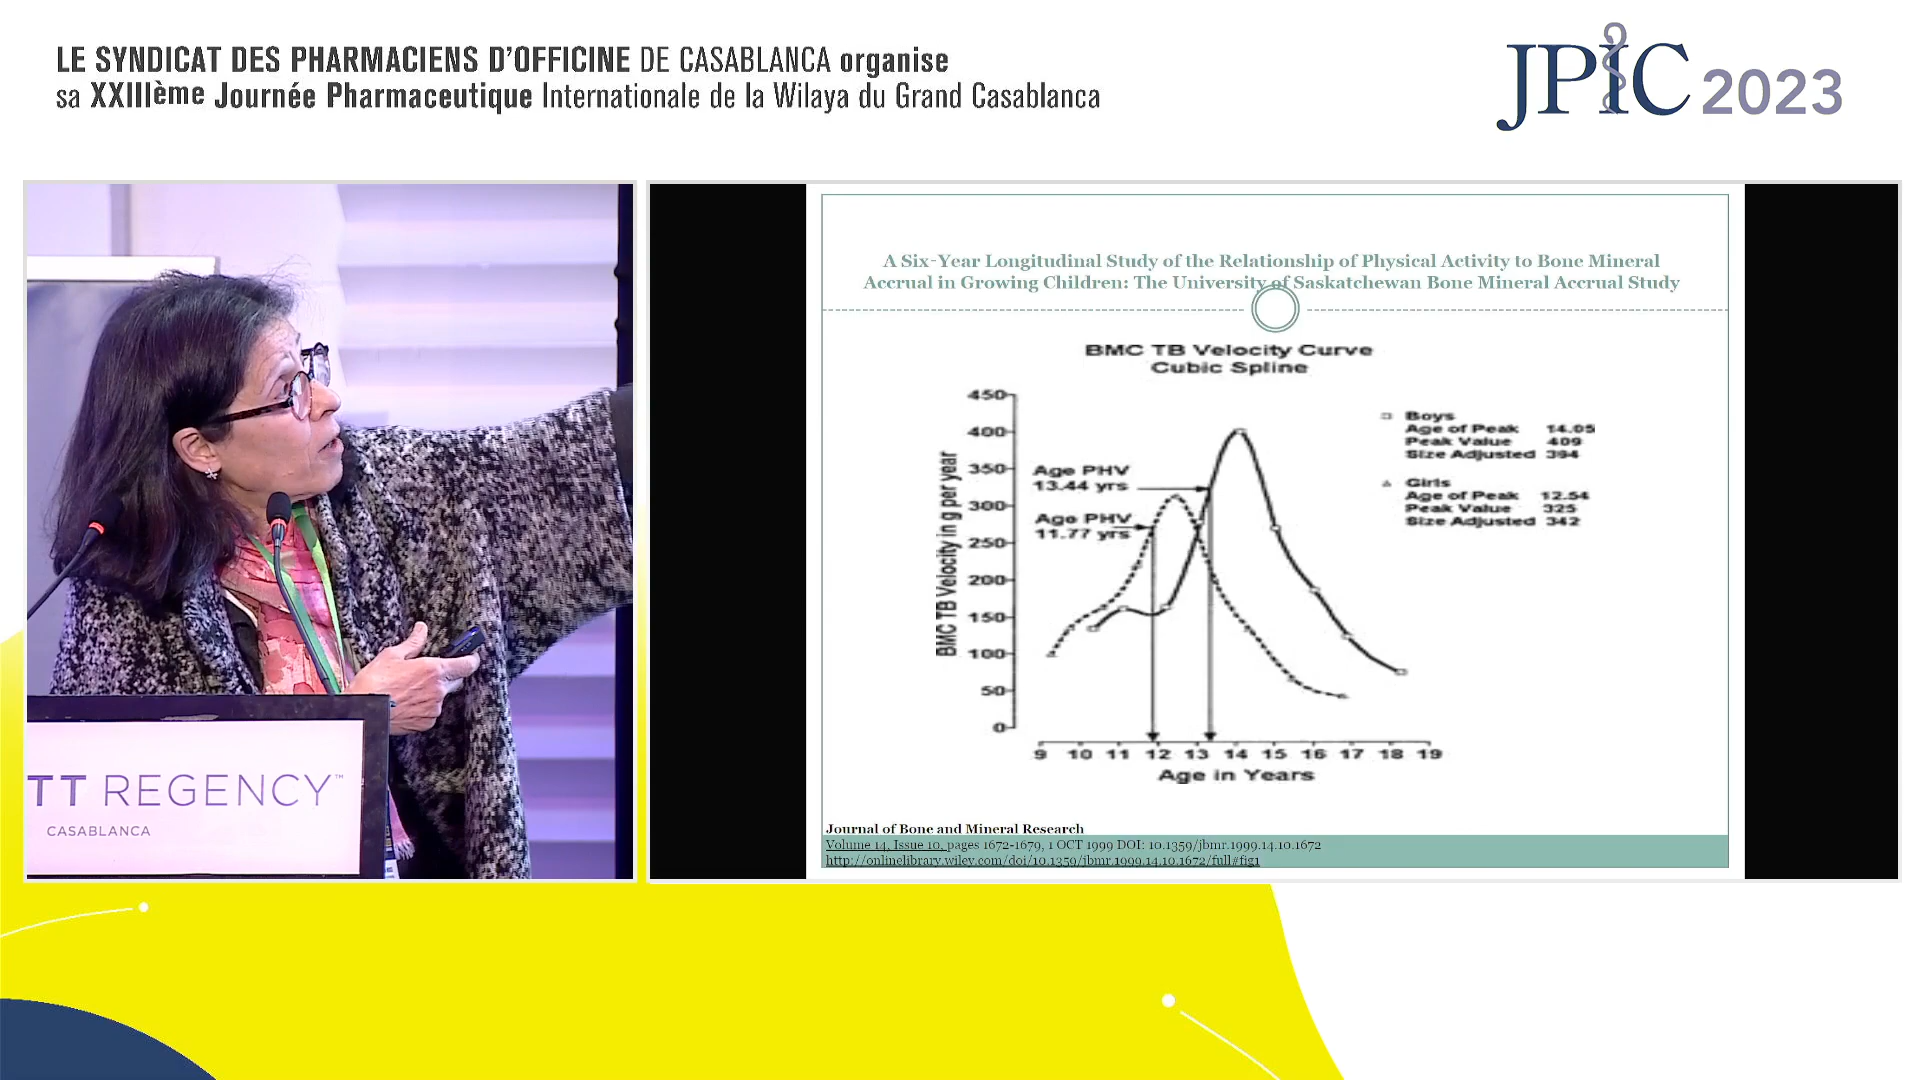 LE SYNDICAT DES PHARMACIENS D'OFFICINE DE CASABLANCA organise
sa XXIIIème Journée Pharmaceutique Internationale de la Wilaya du Grand Casablanca
JPIC 2023
TT REGENCY™
CASABLANCA
A Six-Year Longitudinal Study of the Relationship of Physical Activity to Bone Mineral
Accrual in Growing Children: The University of Saskatchewan Bone Mineral Accrual Study
BMC TB Velocity Curve
Cubic Spline
BMC TB Velocity in g per year
450
400
350
300
250
200
150
100
50
0
Age PHV
13.44 yrs
Age PHV
11.77 yrs
Boys
Age of Peak 14.05
Peak Value 409
Size Adjusted 394
Girls
Age of Peak 12.54
Peak Value 325
Size Adjusted 342
9 10 11 12 13 14 15 16 17 18 19
Age in Years
Journal of Bone and Mineral Research
Volume 14, Issue 10, pages 1672-1679, 1 OCT 1999 DOI: 10.1359/jbmr.1999.14.10.1672
http://onlinelibrary.wiley.com/doi/10.1359/jbmr.1999.14.10.1672/full#fig1